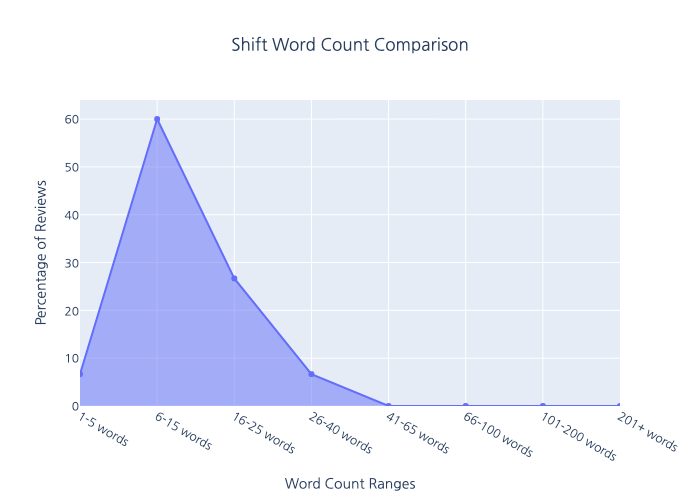 Shift Word Count Comparison
Percentage of Reviews
60
50
40
30
20
10
0
1-5 words
6-15 words
16-25 words
26-40 words
41-65 words
66-100 words
101-200 words
201+ words
Word Count Ranges